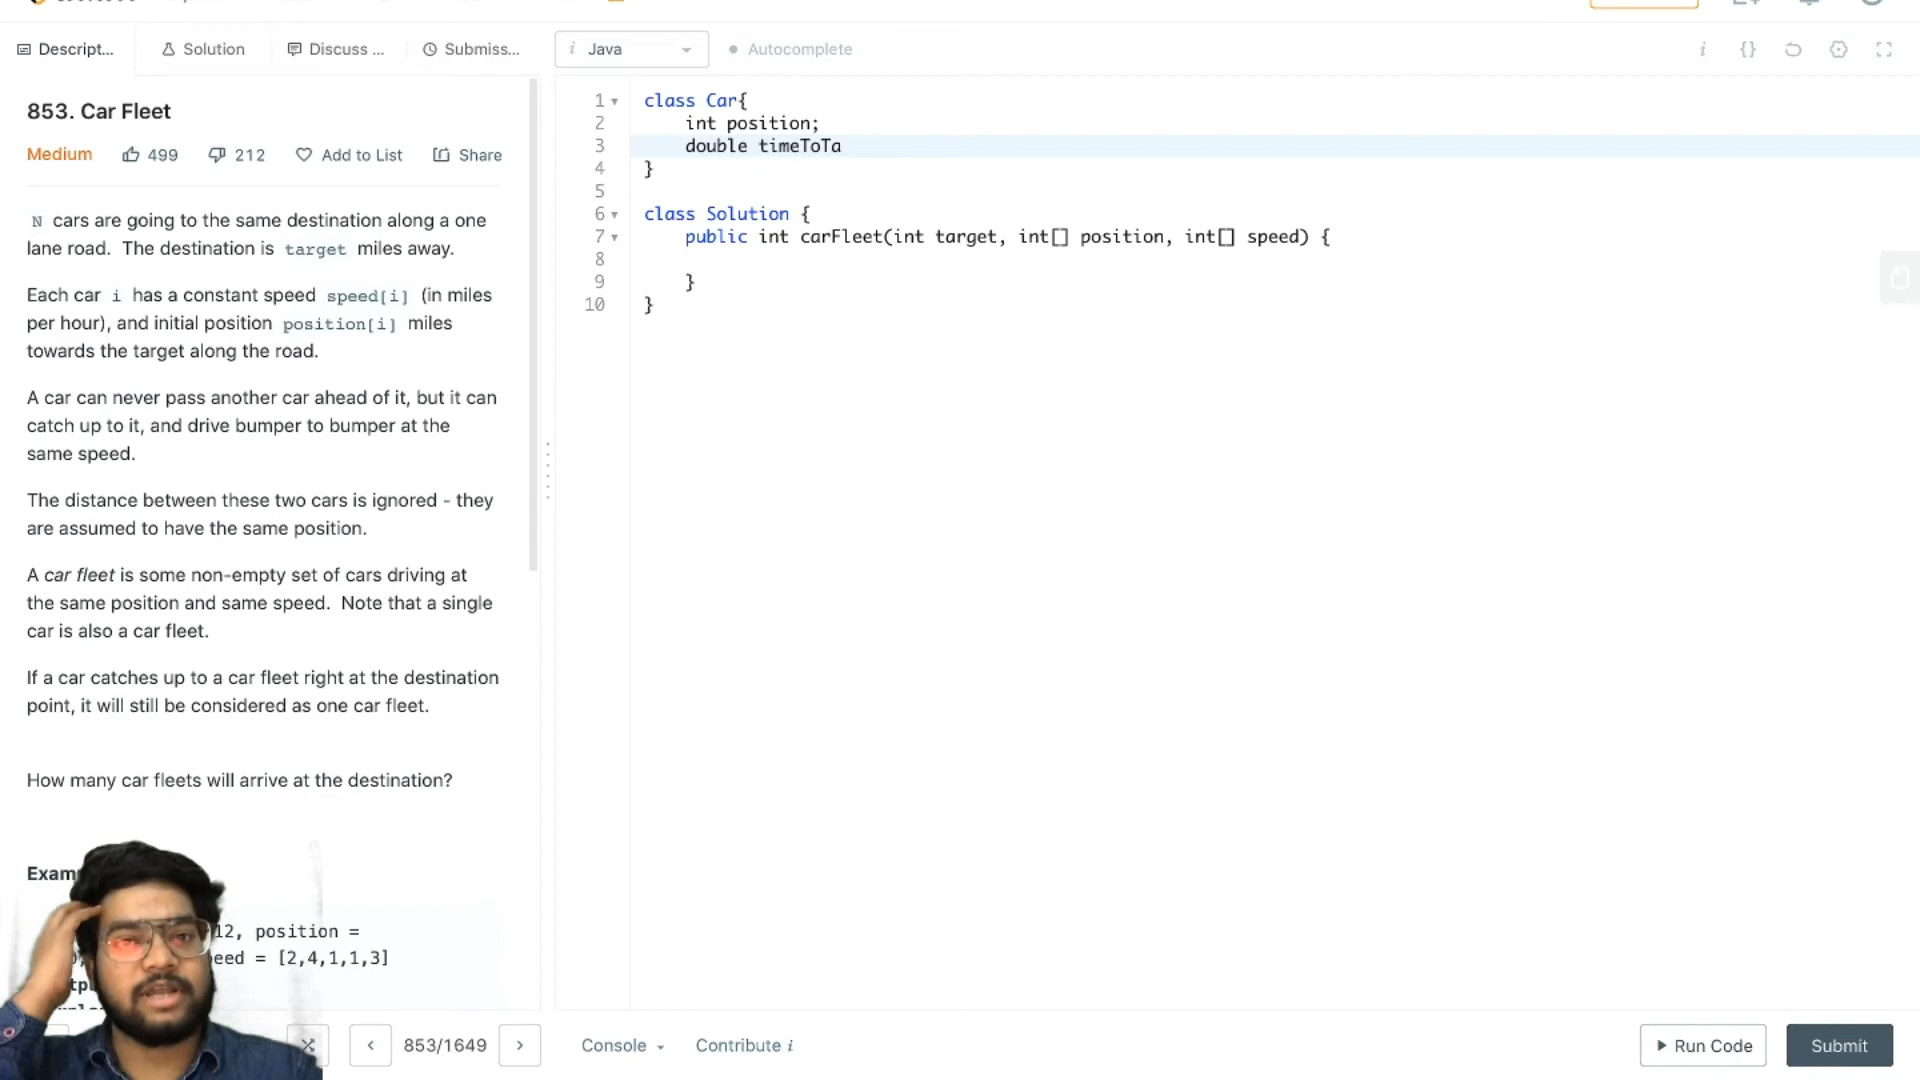 Descript...
Solution
Discuss ...
Submiss...
i Java
Autocomplete
i {}
853. Car Fleet
Medium 499 212 Add to List Share
N cars are going to the same destination along a one
lane road. The destination is target miles away.
Each car i has a constant speed speed[i] (in miles
per hour), and initial position position[i] miles
towards the target along the road.
A car can never pass another car ahead of it, but it can
catch up to it, and drive bumper to bumper at the
same speed.
The distance between these two cars is ignored - they
are assumed to have the same position.
A car fleet is some non-empty set of cars driving at
the same position and same speed. Note that a single
car is also a car fleet.
If a car catches up to a car fleet right at the destination
point, it will still be considered as one car fleet.
How many car fleets will arrive at the destination?
Exam
12, position =
eed = [2,4,1,1,3]
1 class Car{
2 int position;
3 double timeToTa
4 }
5
6 class Solution {
7 public int carFleet(int target, int[] position, int[] speed) {
8
9 }
10 }
< 853/1649 >
Console
Contribute i
Run Code
Submit